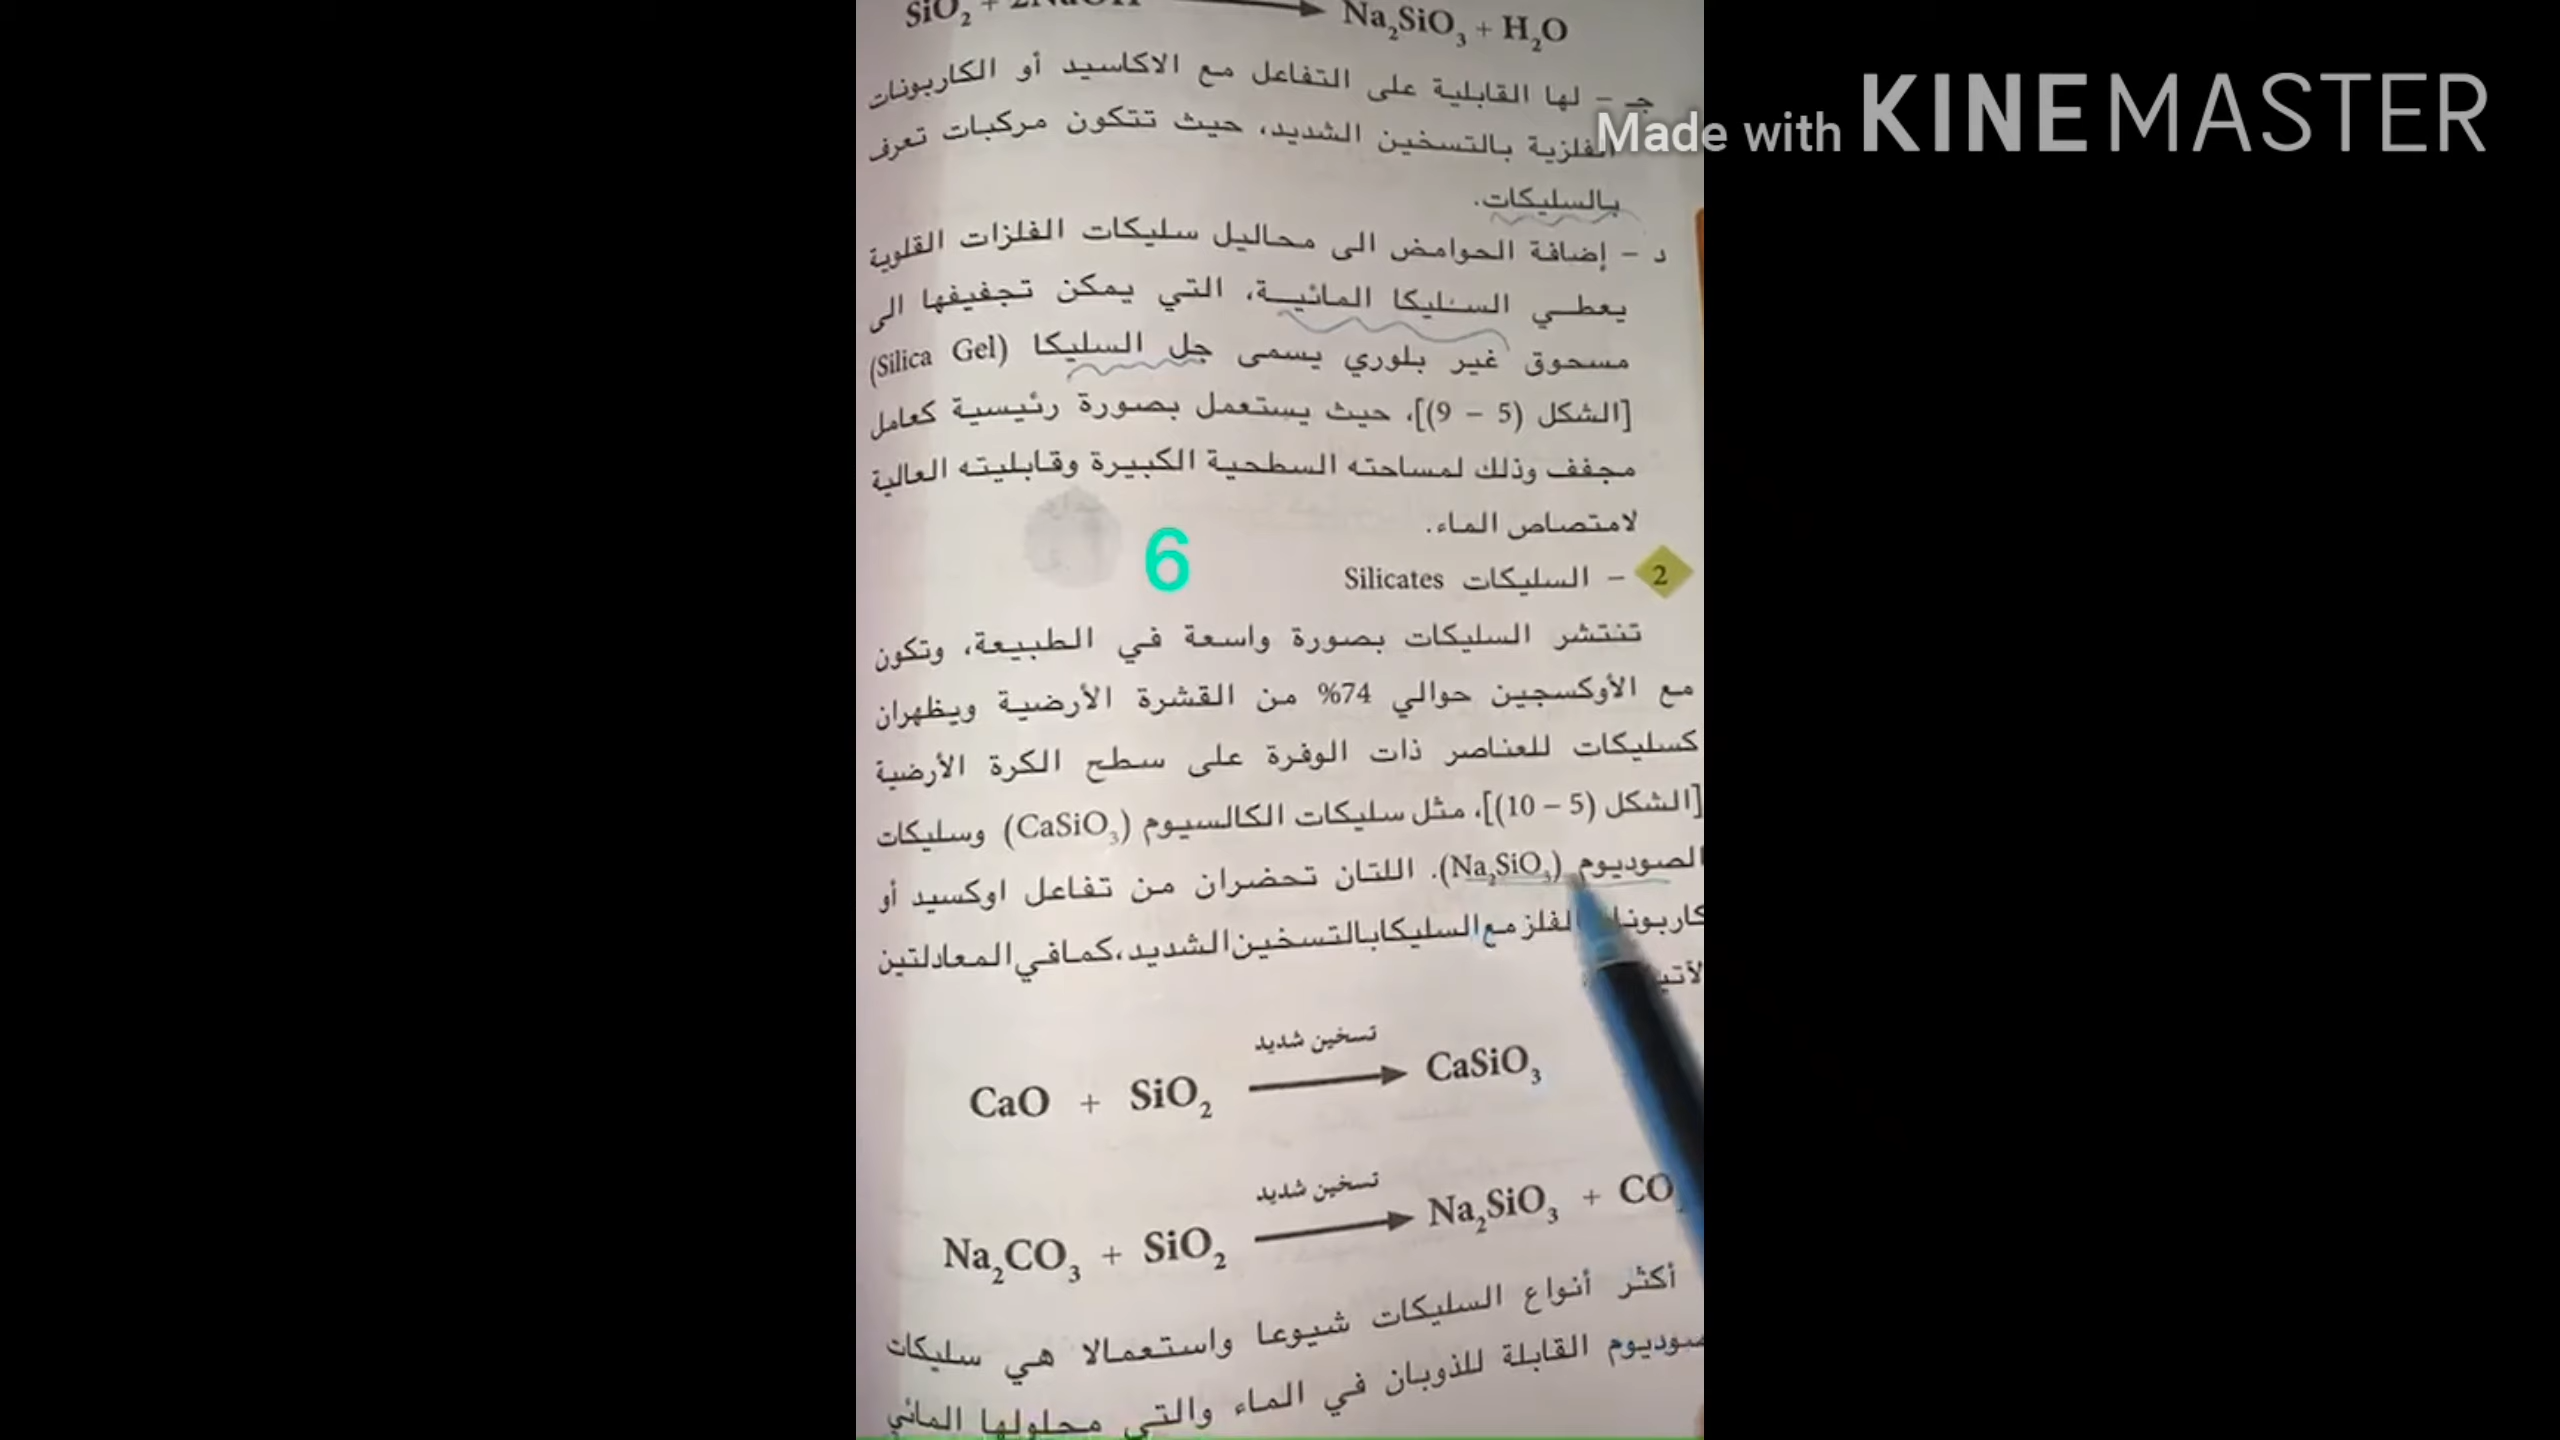 SiO₂ + 2NaOH → Na₂SiO₃ + H₂O
جـ – لها القابلية على التفاعل مع الاكاسيد أو الكاربونات
الفلزية بالتسخين الشديد، حيث تتكون مركبات تعرف
بالسليكات.
Made with KINEMASTER
د – إضافة الحوامض الى محاليل سليكات الفلزات القلوية
يعطي السليكا المائية، التي يمكن تجفيفها الى
مسحوق غير بلوري يسمى جل السليكا (Silica Gel)
[الشكل (5 – 9)]، حيث يستعمل بصورة رئيسية كعامل
مجفف وذلك لمساحته السطحية الكبيرة وقابليته العالية
لامتصاص الماء.
6
2 – السليكات Silicates
تنتشر السليكات بصورة واسعة في الطبيعة، وتكون
مع الأوكسجين حوالي 74% من القشرة الأرضية ويظهران
كسليكات للعناصر ذات الوفرة على سطح الكرة الأرضية
[الشكل (5 – 10)]، مثل سليكات الكالسيوم (CaSiO₃) وسليكات
الصوديوم (Na₂SiO₃). اللتان تحضران من تفاعل اوكسيد أو
الفلز مع السليكا بالتسخين الشديد، كما في المعادلتين
تسخين شديد
CaO + SiO₂ → CaSiO₃
تسخين شديد
Na₂CO₃ + SiO₂ → Na₂SiO₃ + CO
أكثر أنواع السليكات شيوعا واستعمالا هي سليكات
صوديوم القابلة للذوبان في الماء والتي محلولها المائي